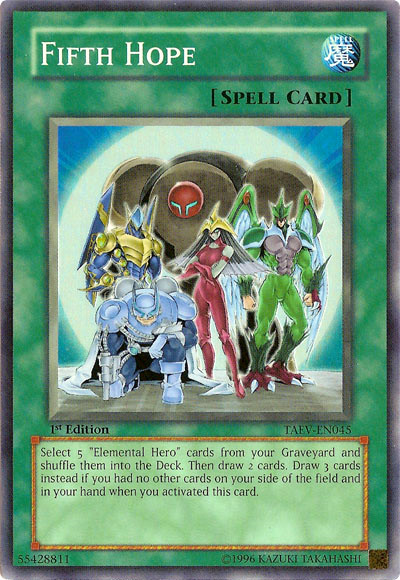 Fifth Hope
魔
[Spell Card]
1st Edition
TAEV-EN045
Select 5 "Elemental Hero" cards from your Graveyard and
shuffle them into the Deck. Then draw 2 cards. Draw 3 cards
instead if you had no other cards on your side of the field and
in your hand when you activated this card.
55428811
©1996 KAZUKI TAKAHASHI